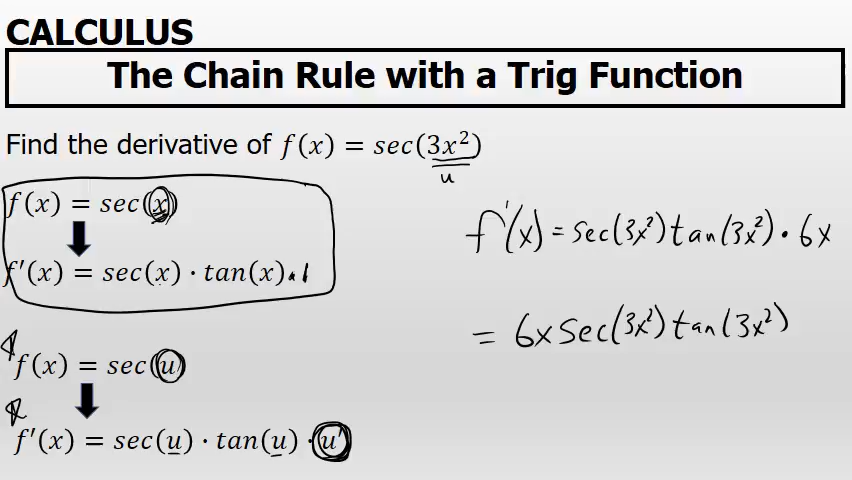 CALCULUS
The Chain Rule with a Trig Function
Find the derivative of f(x) = sec(3x²)
u
f(x) = sec(x)
f′(x) = sec(x) · tan(x) · 1
f(x) = sec(u)
f′(x) = sec(u) · tan(u) · u′
f′(x) = sec(3x²) tan(3x²) · 6x
= 6x sec(3x²) tan(3x²)